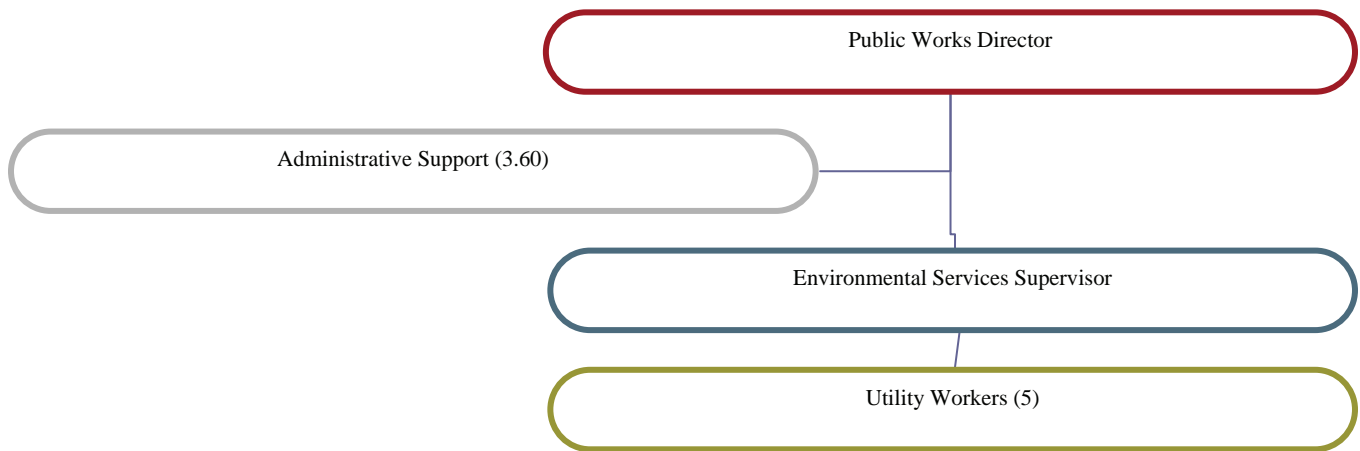 Public Works Director
Administrative Support (3.60)
Environmental Services Supervisor
Utility Workers (5)